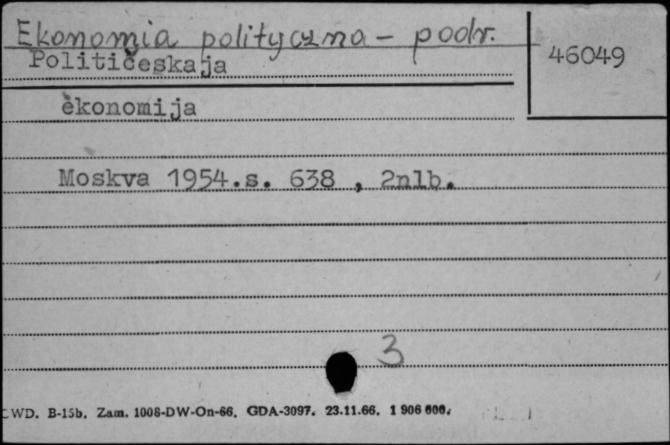 Ekonomia polityczna - podr.
46049
Političeskaja
ėkonomija
Moskva 1954.s. 638 , 2nlb.
3
WD. B-15b. Zam. 1008-DW-On-66. GDA-3097. 23.11.66. 1 906 000.